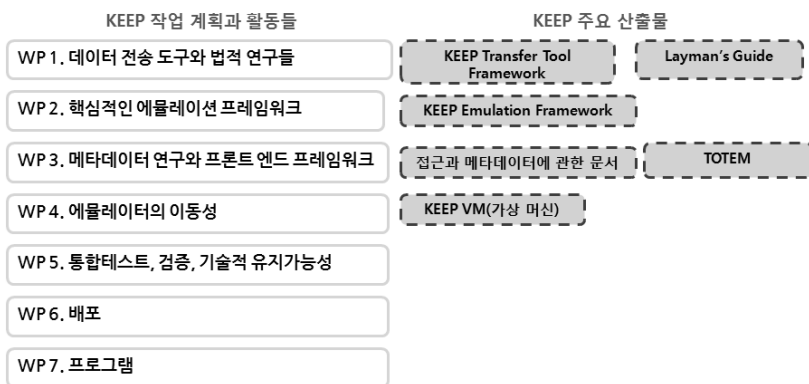 KEEP 작업 계획과 활동들 KEEP 주요 산출물
WP 1. 데이터 전송 도구와 법적 연구들
KEEP Transfer Tool
Framework
Layman's Guide
WP 2. 핵심적인 에뮬레이션 프레임워크
KEEP Emulation Framework
WP 3. 메타데이터 연구와 프론트 엔드 프레임워크
접근과 메타데이터에 관한 문서
TOTEM
WP 4. 에뮬레이터의 이동성
KEEP VM(가상 머신)
WP 5. 통합테스트, 검증, 기술적 유지가능성
WP 6. 배포
WP 7. 프로그램